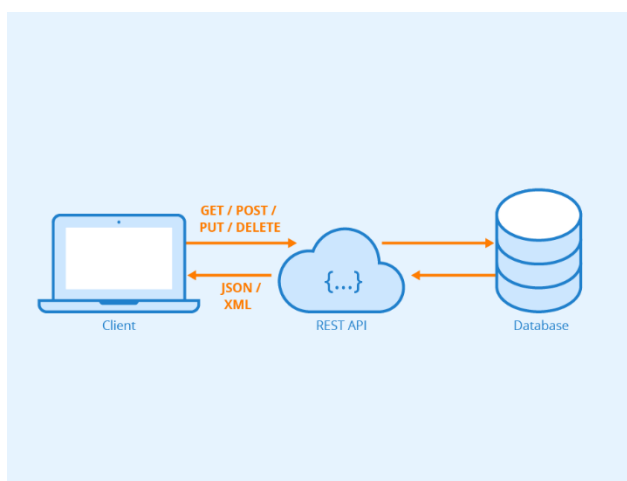 GET / POST /
PUT / DELETE
JSON /
XML
{...}
Client
REST API
Database